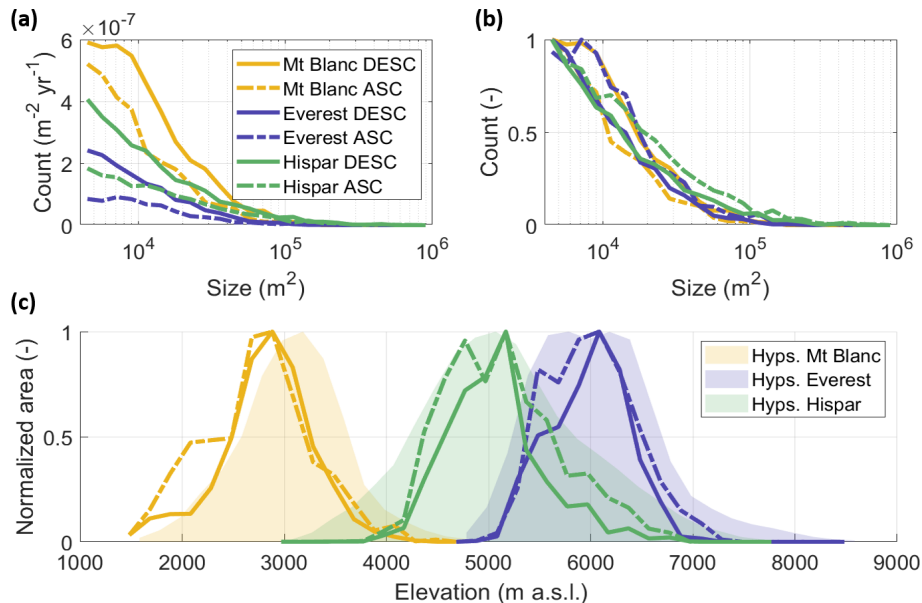 (a)
×10⁻⁷
6
4
2
0
Count (m⁻² yr⁻¹)
Mt Blanc DESC
Mt Blanc ASC
Everest DESC
Everest ASC
Hispar DESC
Hispar ASC
10⁴ 10⁵ 10⁶
Size (m²)
(b)
1
0.5
0
Count (-)
10⁴ 10⁵ 10⁶
Size (m²)
(c)
1
0.5
0
Normalized area (-)
Hyps. Mt Blanc
Hyps. Everest
Hyps. Hispar
1000 2000 3000 4000 5000 6000 7000 8000 9000
Elevation (m a.s.l.)